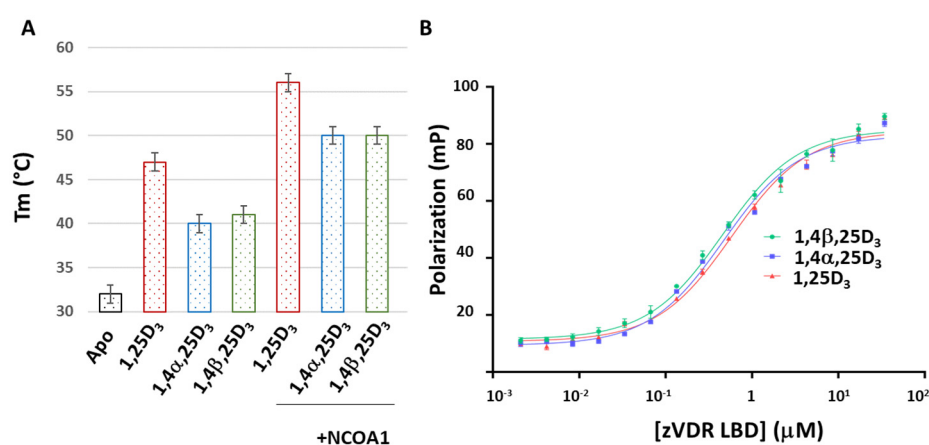 A
Tm (°C)
60
55
50
45
40
35
30
Apo
1,25D3
1,4α,25D3
1,4β,25D3
1,25D3
1,4α,25D3
1,4β,25D3
+NCOA1
B
Polarization (mP)
100
80
60
40
20
1,4β,25D3
1,4α,25D3
1,25D3
10-3
10-2
10-1
100
101
102
[zVDR LBD] (μM)